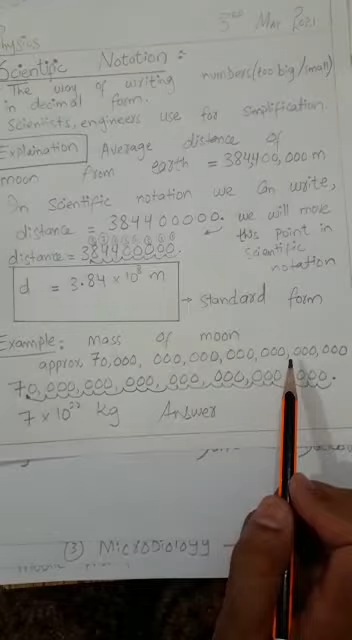 Physics
3rd Mar 2021
Scientific Notation :-
The way of writing numbers (too big/small)
in decimal form.
Scientists, engineers use for simplification
Explaination Average distance of
moon from earth = 384,400,000 m
In Scientific notation we can write,
distance = 384400000. we will move
this point in
distance = 384400000.
scientific
notation
d = 3.84 × 10⁸ m
→ standard form
Example: Mass of moon
approx 70,000, 000,000,000,000,000,000
70,000,000,000, 000, 000,000,000.
7 × 10²² kg Answer
(3) Microbiology -